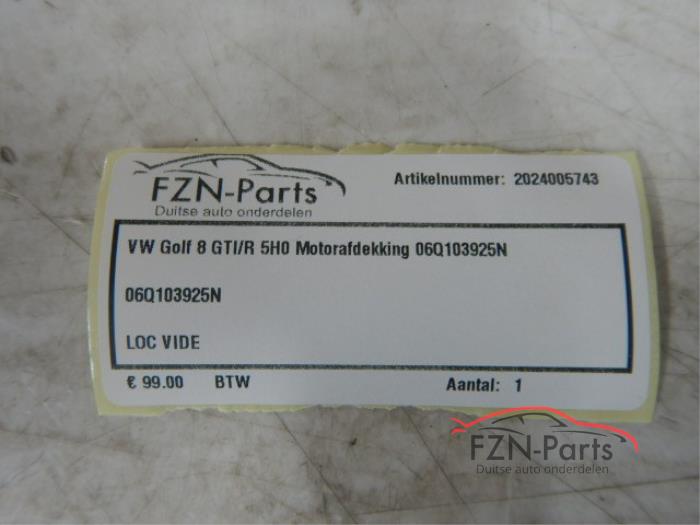 FZN-Parts
Duitse auto onderdelen
Artikelnummer: 2024005743
VW Golf 8 GTI/R 5H0 Motorafdekking 06Q103925N
06Q103925N
LOC VIDE
€ 99.00 BTW Aantal: 1
FZN-Parts
Duitse auto onderdelen